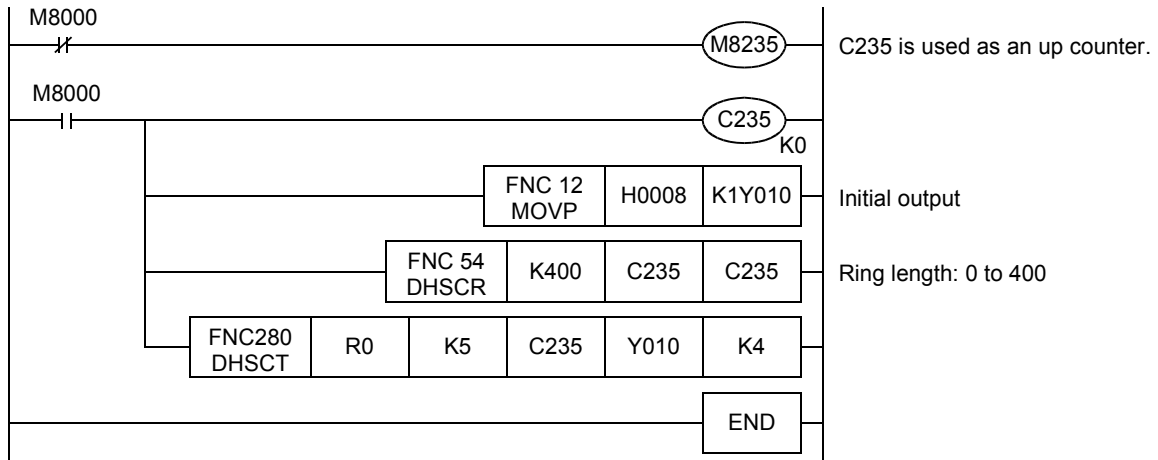 M8000
M8235 C235 is used as an up counter.
M8000
C235
K0
FNC 12 MOVP H0008 K1Y010 Initial output
FNC 54 DHSCR K400 C235 C235 Ring length: 0 to 400
FNC280 DHSCT R0 K5 C235 Y010 K4
END